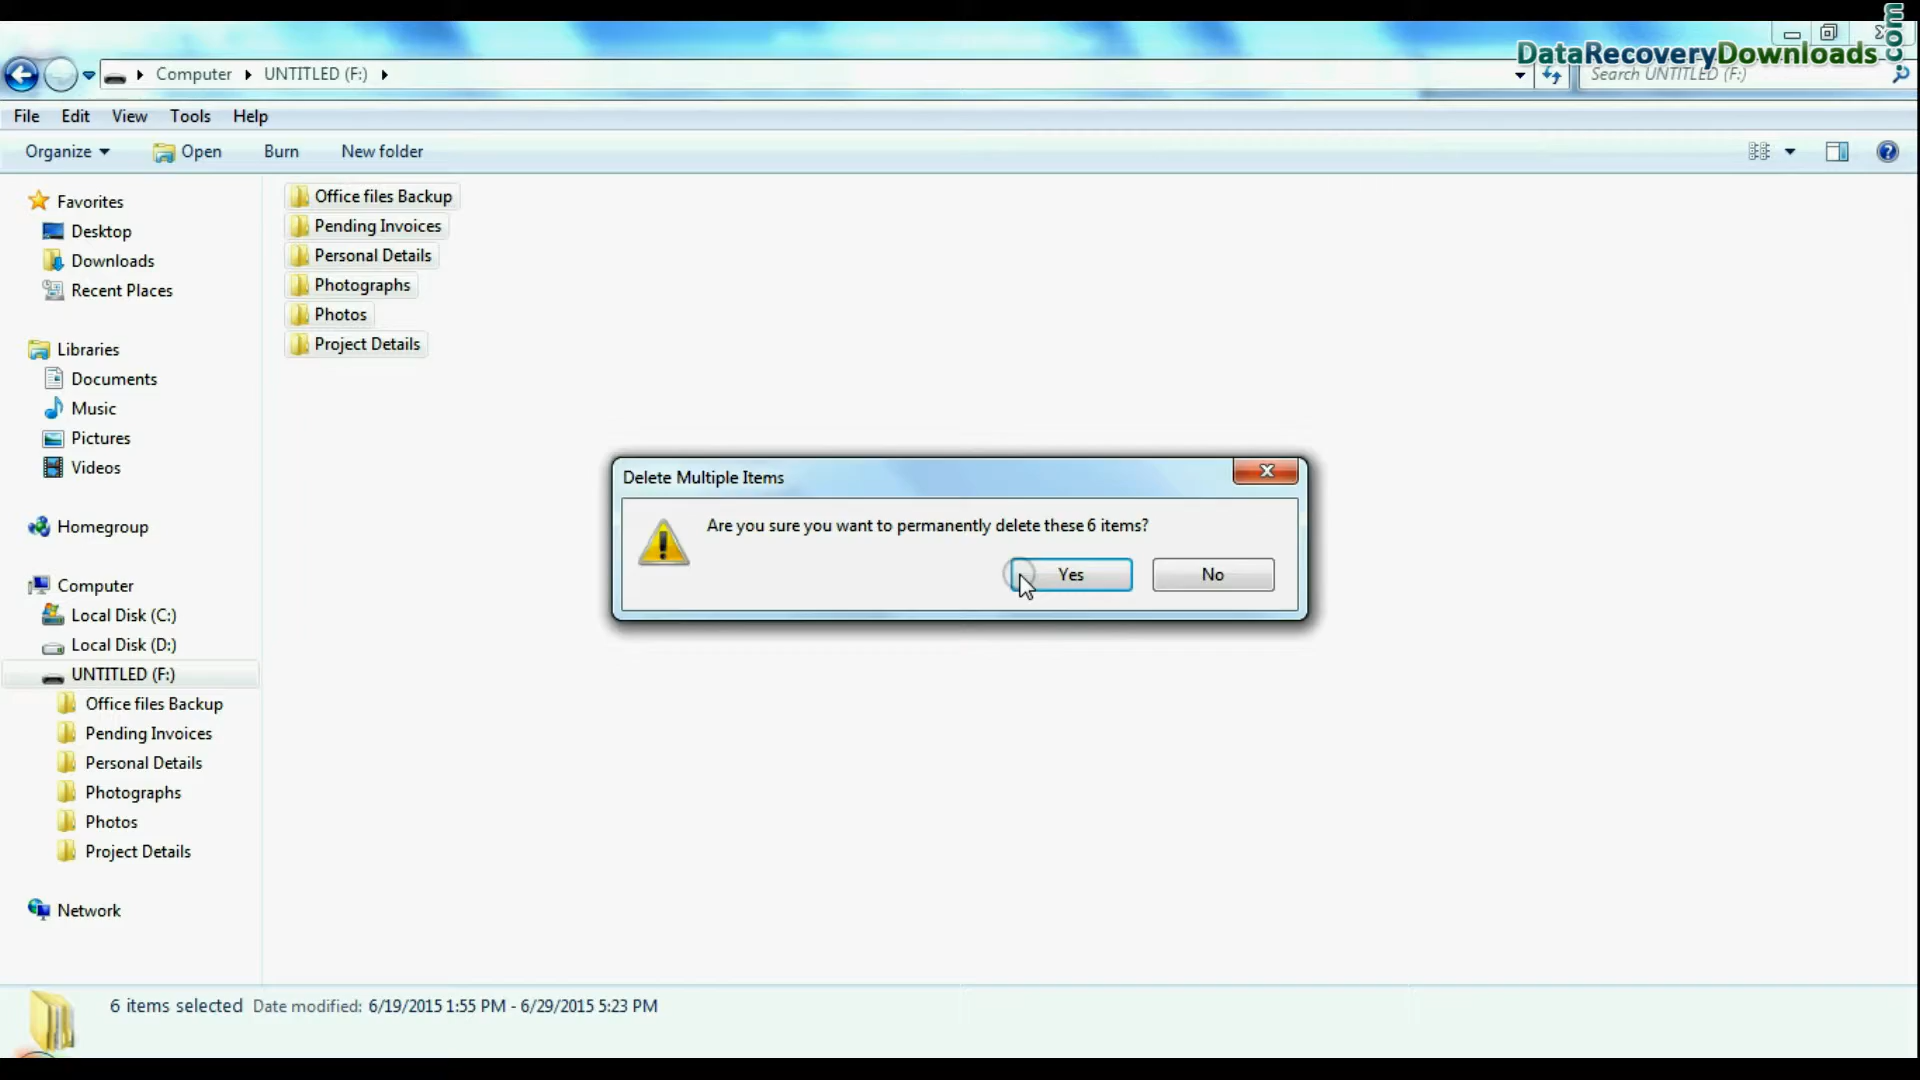 DataRecoveryDownloads.com
Computer UNTITLED (F:)
Search UNTITLED (F:)
File Edit View Tools Help
Organize Open Burn New folder
Favorites
Desktop
Downloads
Recent Places
Libraries
Documents
Music
Pictures
Videos
Homegroup
Computer
Local Disk (C:)
Local Disk (D:)
UNTITLED (F:)
Office files Backup
Pending Invoices
Personal Details
Photographs
Photos
Project Details
Network
Office files Backup
Pending Invoices
Personal Details
Photographs
Photos
Project Details
Delete Multiple Items
Are you sure you want to permanently delete these 6 items?
Yes No
6 items selected Date modified: 6/19/2015 1:55 PM - 6/29/2015 5:23 PM